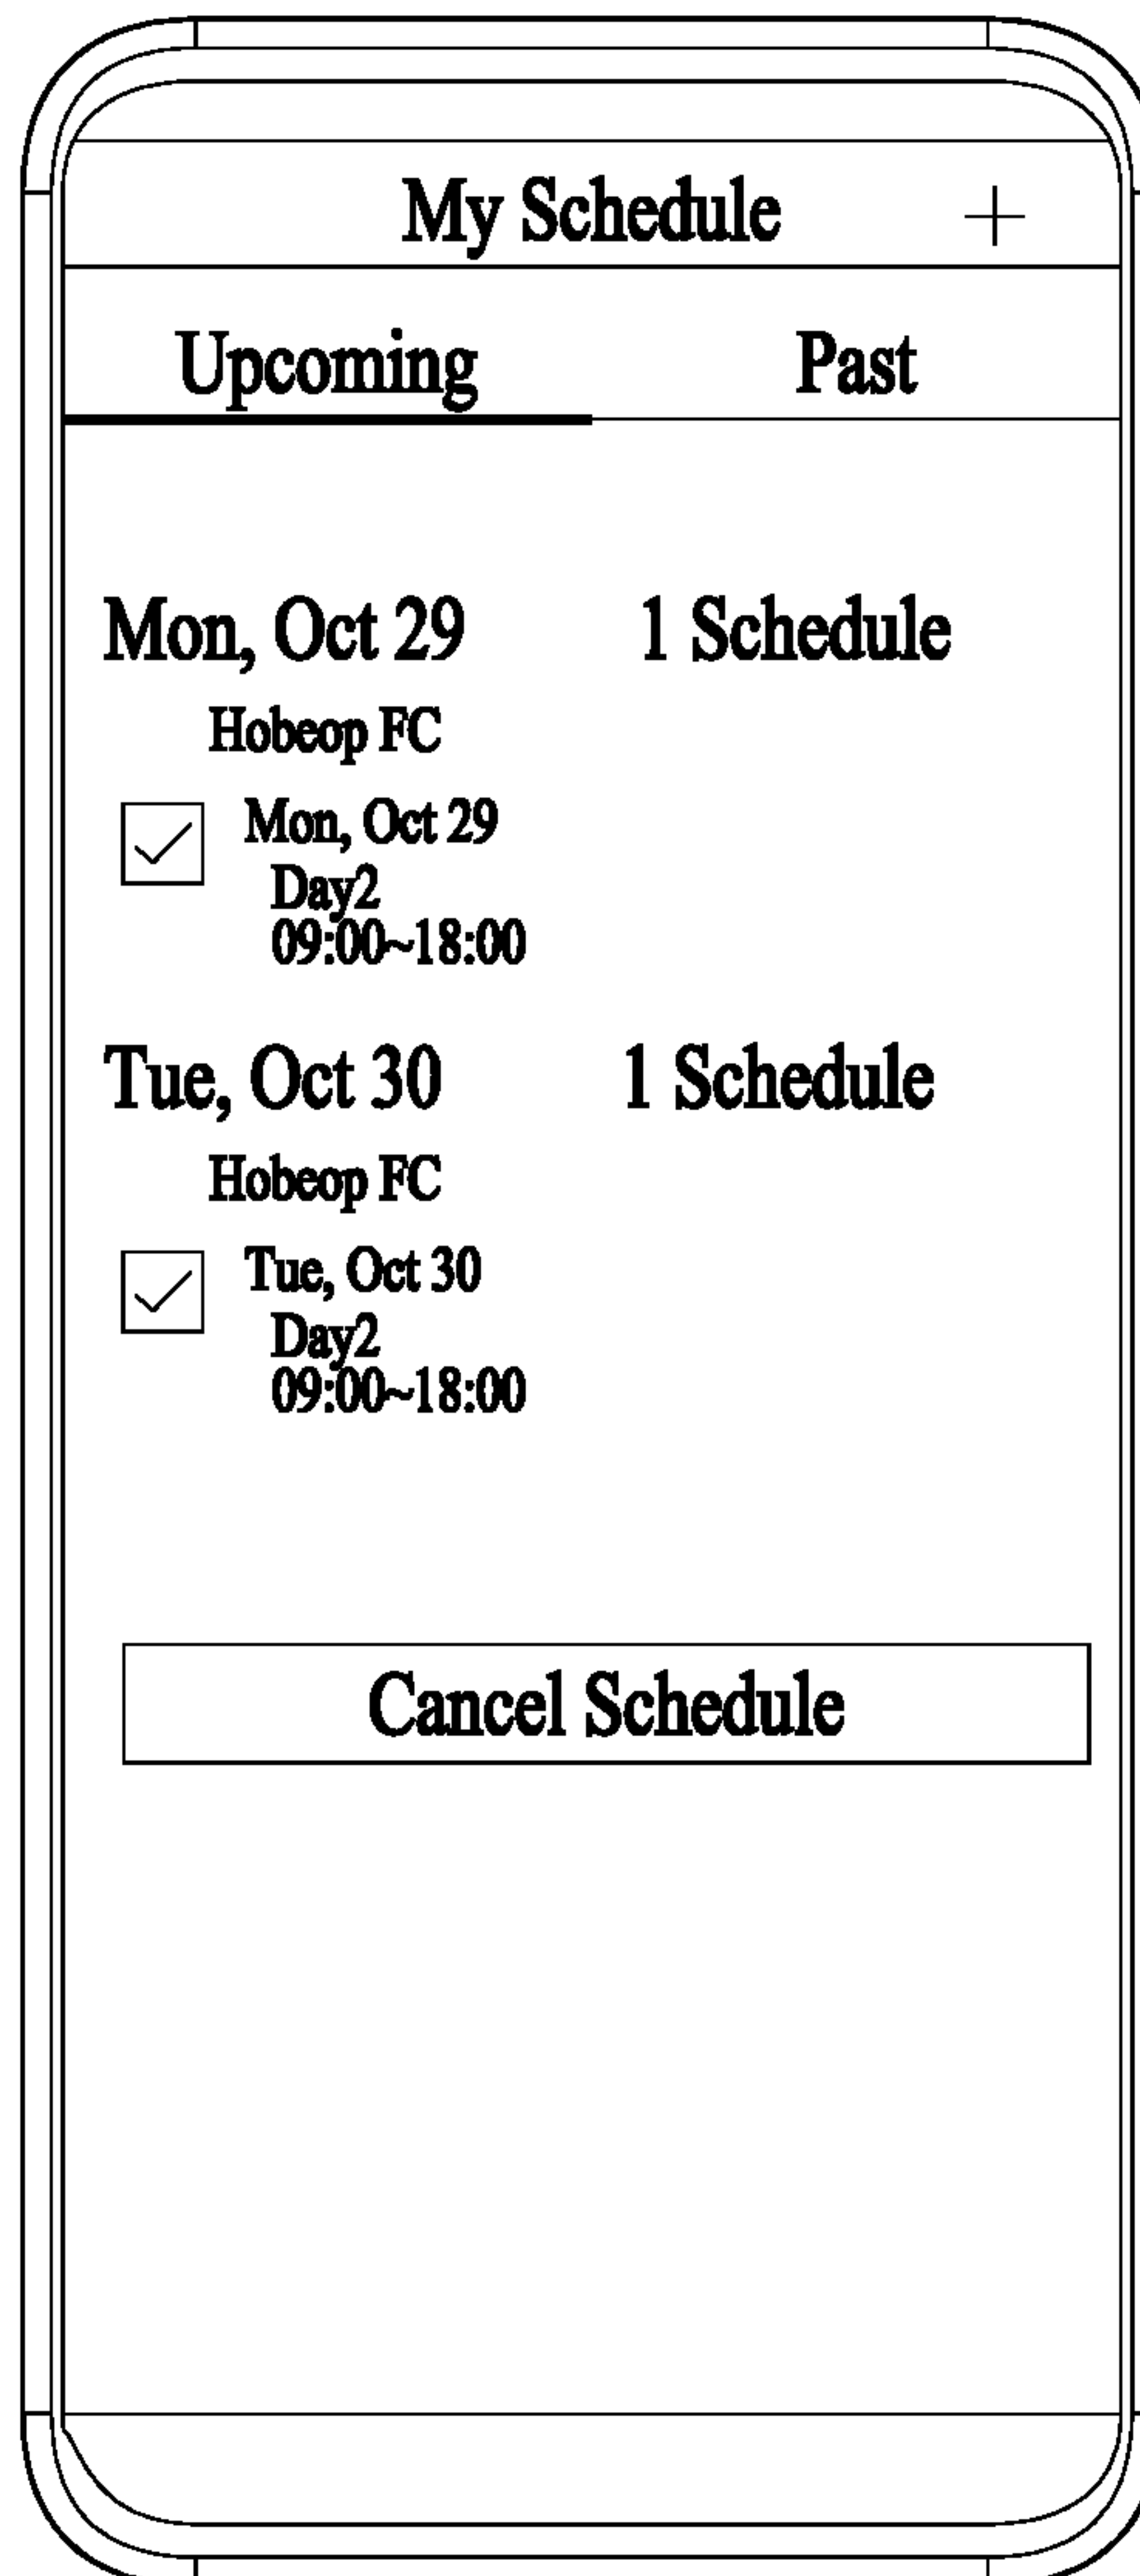 My Schedule +
Upcoming Past
Mon, Oct 29 1 Schedule
Hobeop FC
Mon, Oct 29
Day2
09:00~18:00
Tue, Oct 30 1 Schedule
Hobeop FC
Tue, Oct 30
Day2
09:00~18:00
Cancel Schedule